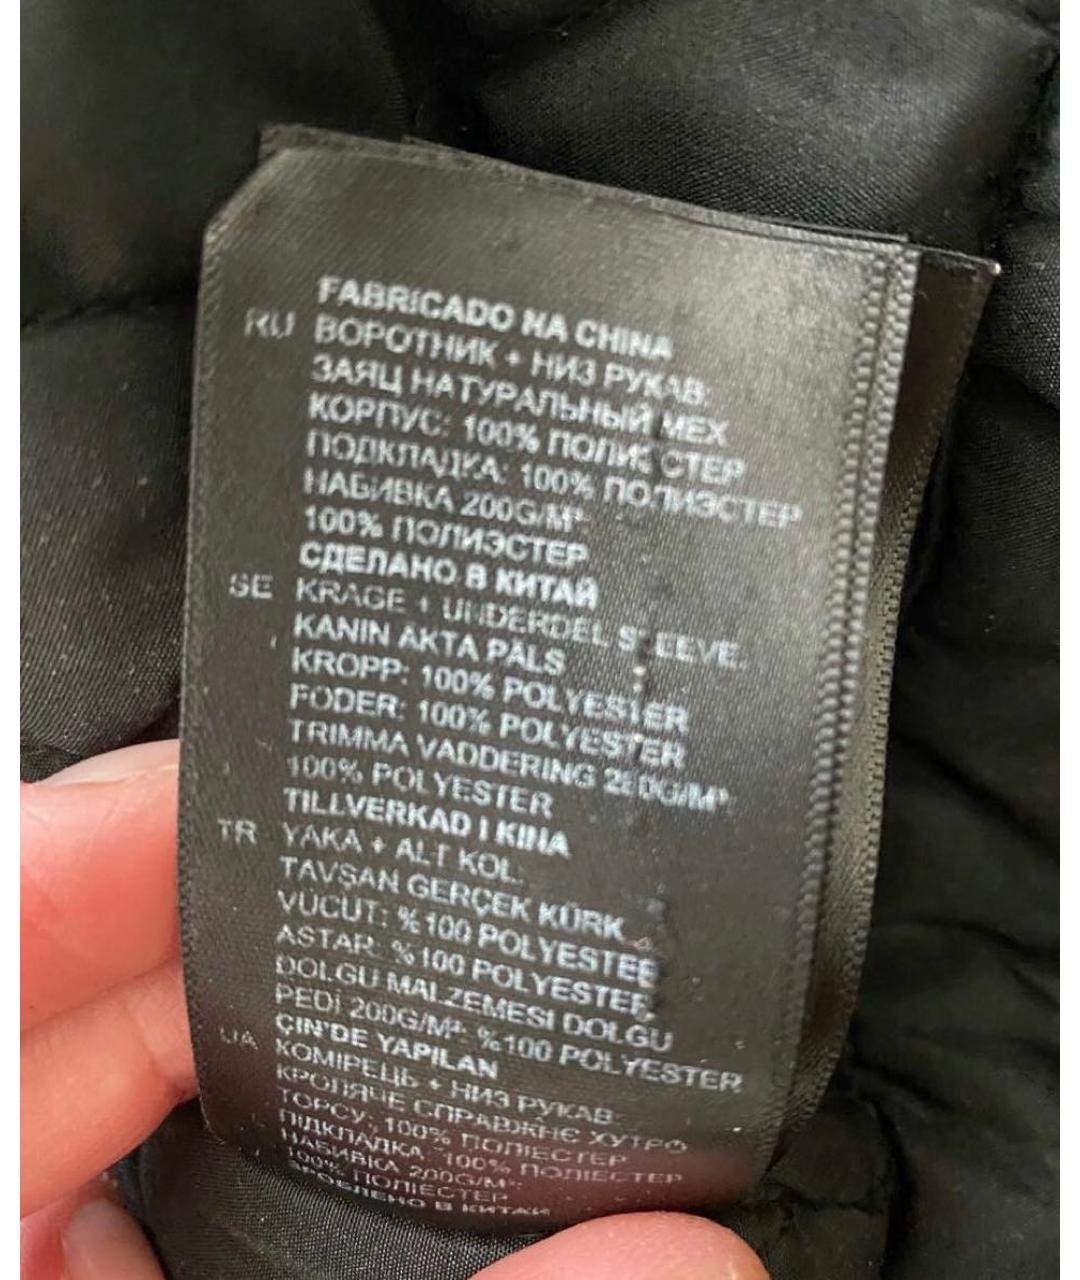 FABRICADO NA CHINA
RU ВОРОТНИК + НИЗ РУКАВ:
ЗАЯЦ НАТУРАЛЬНЫЙ МЕХ
КОРПУС: 100% ПОЛИЭСТЕР
ПОДКЛАДКА: 100% ПОЛИЭСТЕР
НАБИВКА 200G/M²:
100% ПОЛИЭСТЕР
СДЕЛАНО В КИТАЙ
SE KRAGE + UNDERDEL SLEEVE:
KANIN AKTA PALS
KROPP: 100% POLYESTER
FODER: 100% POLYESTER
TRIMMA VADDERING 200G/M²:
100% POLYESTER
TILLVERKAD I KINA
TR YAKA + ALT KOL:
TAVŞAN GERÇEK KÜRK
VUCUT: %100 POLYESTER
ASTAR: %100 POLYESTER
DOLGU MALZEMESI DOLGU
PEDİ 200G/M²: %100 POLYESTER
ÇIN'DE YAPILAN
UA КОМІРЕЦЬ + НИЗ РУКАВ:
КРОЛЯЧЕ СПРАВЖНЄ ХУТРО
ТОРСУ: 100% ПОЛІЕСТЕР
ПІДКЛАДКА: 100% ПОЛІЕСТЕР
НАБИВКА 200G/M²:
100% ПОЛІЕСТЕР
В КИТАЙ